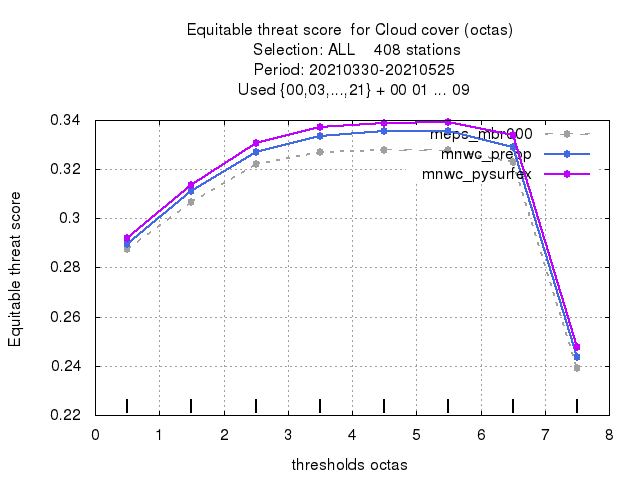 Equitable threat score for Cloud cover (octas)
Selection: ALL 408 stations
Period: 20210330-20210525
Used {00,03,...,21} + 00 01 ... 09
0.34
0.32
0.3
0.28
0.26
0.24
0.22
Equitable threat score
meps_mbr000
mnwc_preop
mnwc_pysurfex
0 1 2 3 4 5 6 7 8
thresholds octas